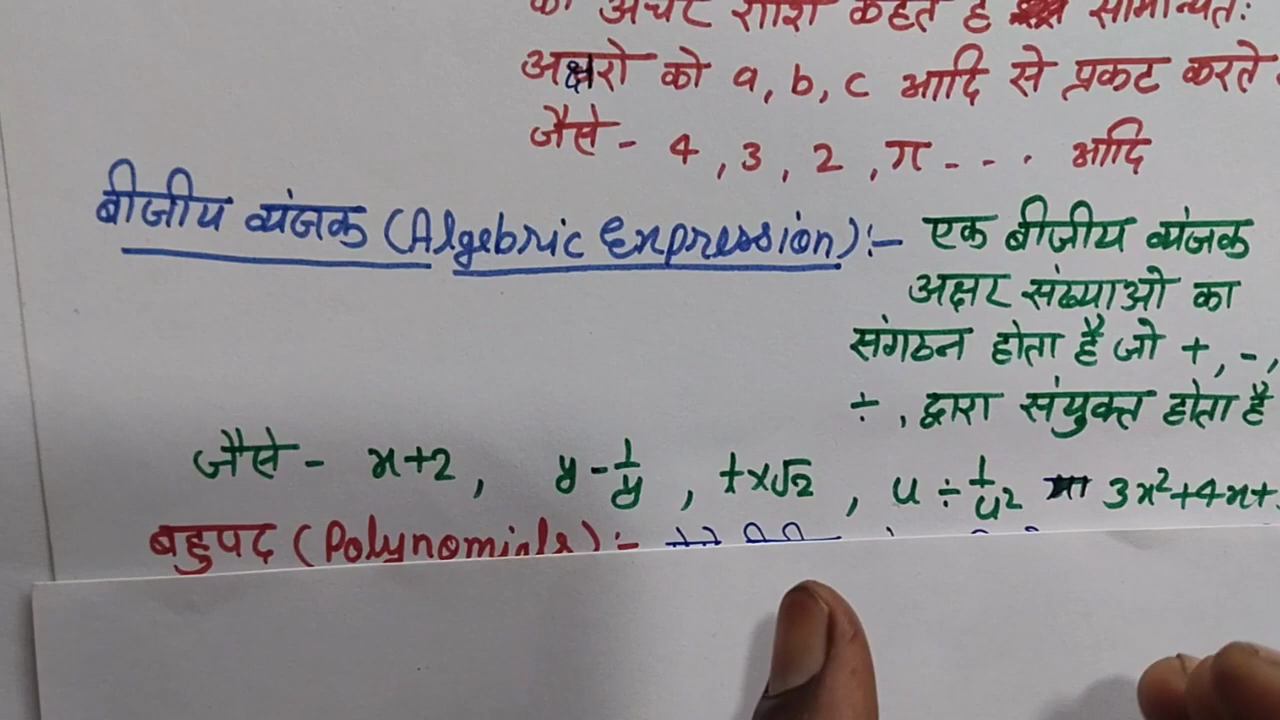 को अचर राशि कहते है सामान्यतः
अक्षरो को a, b, c आदि से प्रकट करते
जैसे- 4, 3, 2, π - - . आदि
बीजीय व्यंजक (Algebric Expression):- एक बीजीय व्यंजक
अक्षर संख्याओ का
संगठन होता है जो +, -,
÷, द्वारा संयुक्त होता है
जैसे- x+2, y-1/y, t×√2, u÷1/u² 3x²+4x+
बहुपद (Polynomials):-